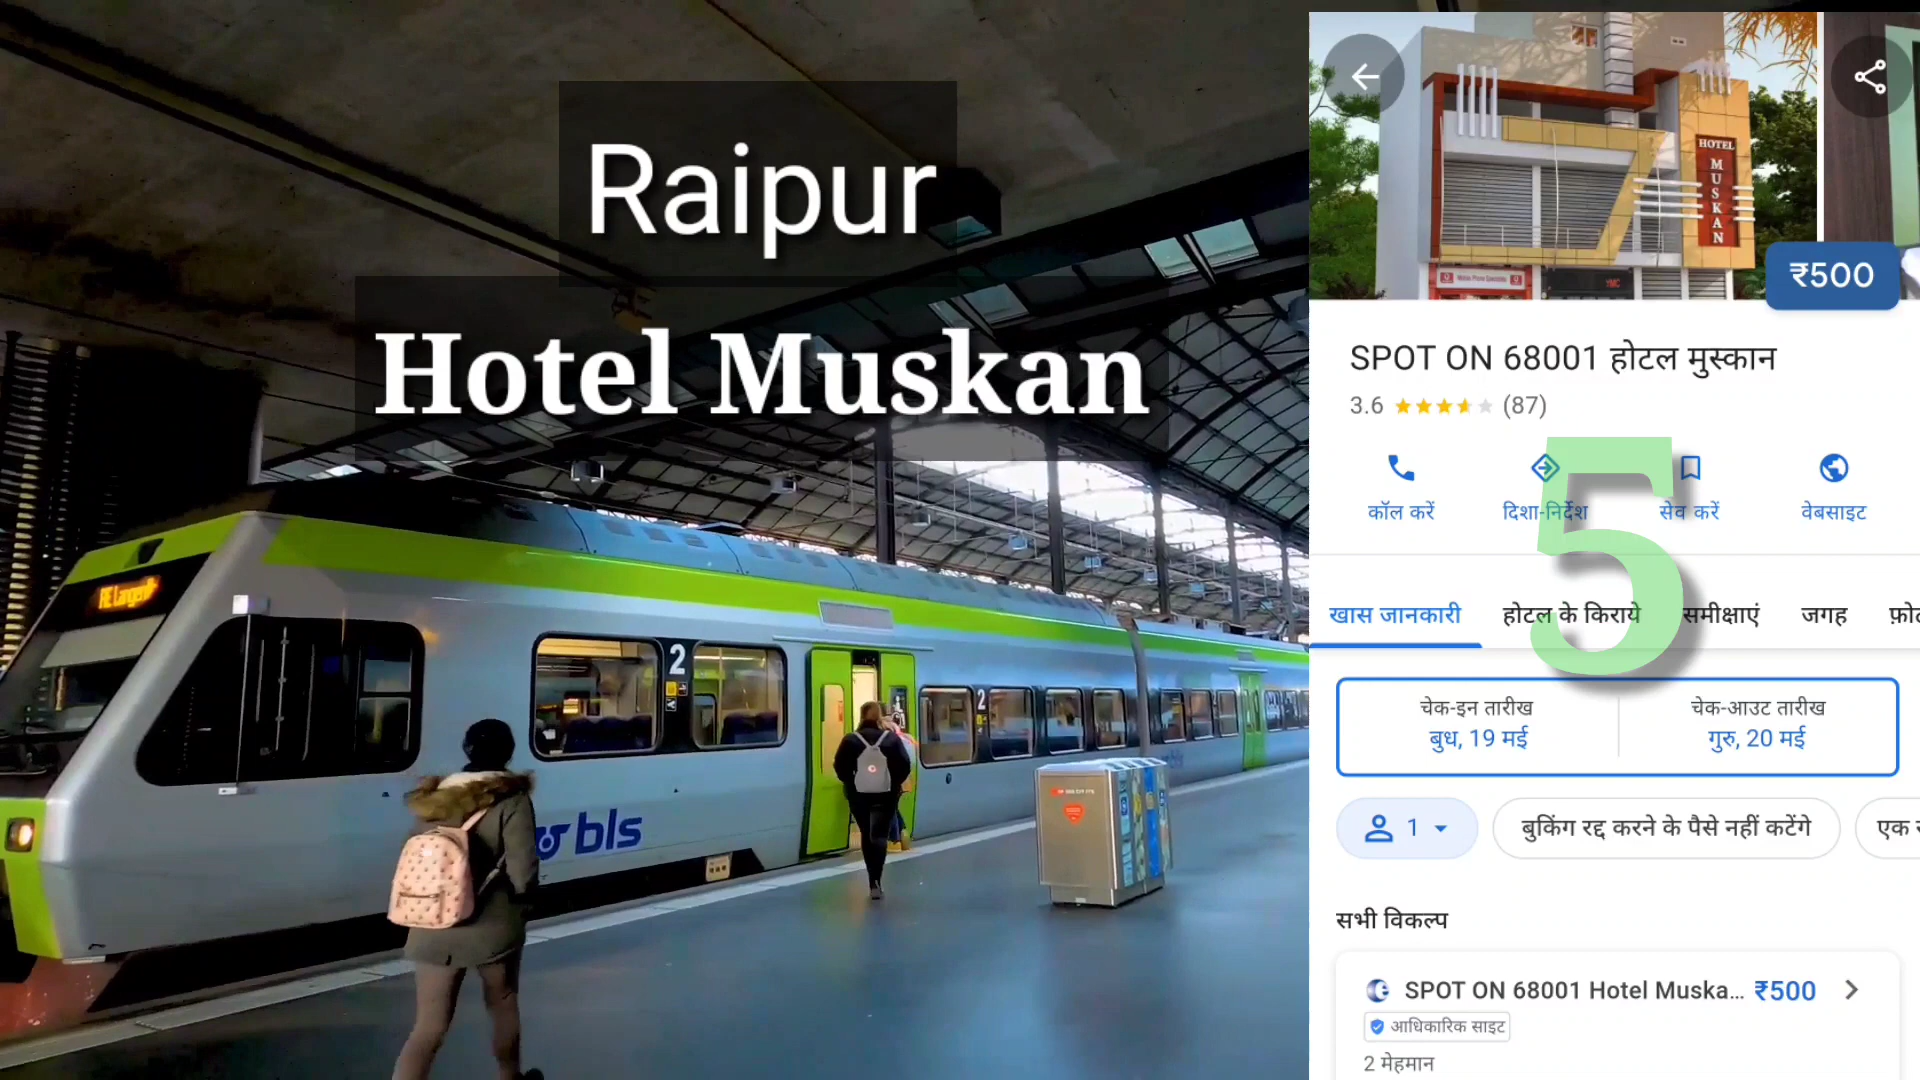 Raipur
Hotel Muskan
2
2
bls
HOTEL
MUSKAN
₹500
SPOT ON 68001 होटल मुस्कान
3.6 (87)
5
कॉल करें
दिशा-निर्देश
सेव करें
वेबसाइट
खास जानकारी
होटल के किराये
समीक्षाएं
जगह
चेक-इन तारीख
बुध, 19 मई
चेक-आउट तारीख
गुरु, 20 मई
1
बुकिंग रद्द करने के पैसे नहीं कटेंगे
एक
सभी विकल्प
SPOT ON 68001 Hotel Muska... ₹500
आधिकारिक साइट
2 मेहमान